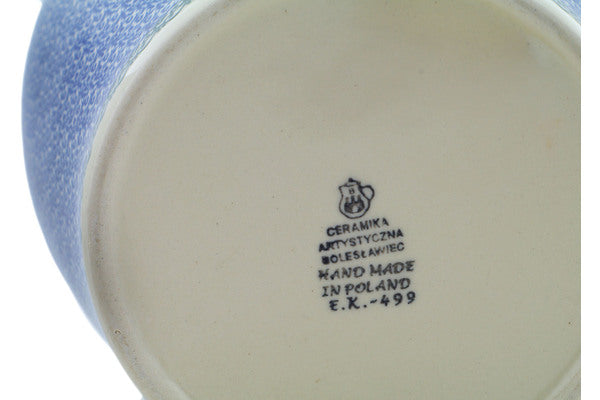 B
CERAMIKA
ARTYSTYCZNA
BOLESŁAWIEC
HAND MADE
IN POLAND
E.K.-499